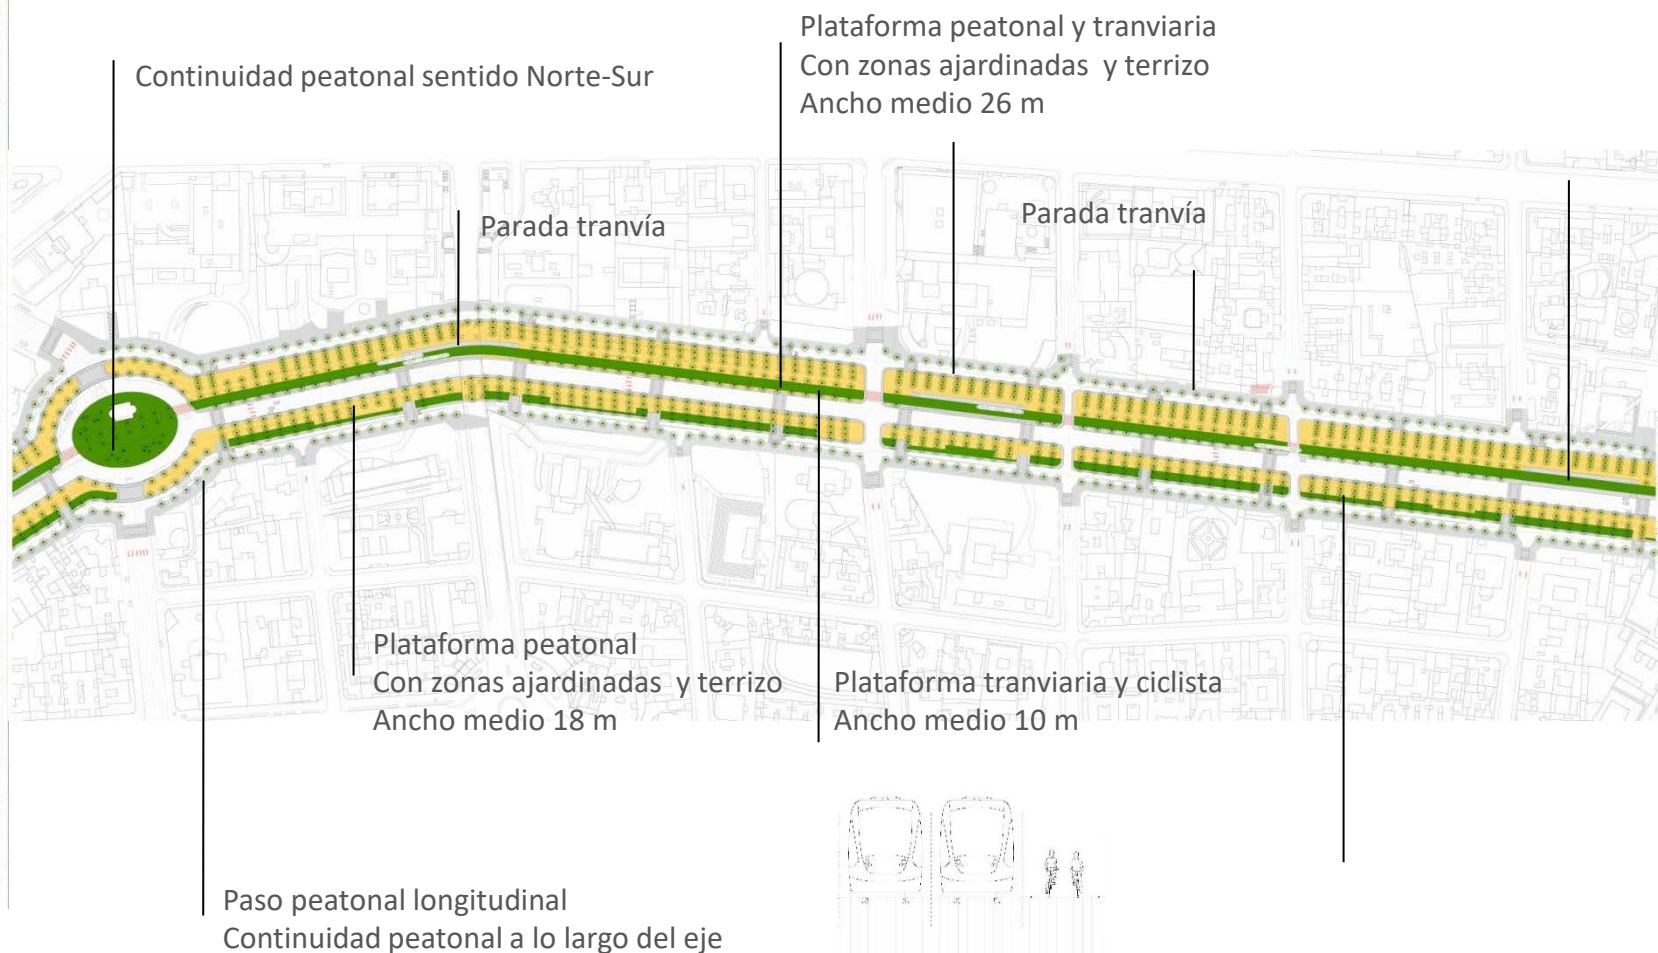 Plataforma peatonal y tranviaria
Con zonas ajardinadas y terrizo
Ancho medio 26 m
Continuidad peatonal sentido Norte-Sur
Parada tranvía
Parada tranvía
Plataforma peatonal
Con zonas ajardinadas y terrizo
Ancho medio 18 m
Plataforma tranviaria y ciclista
Ancho medio 10 m
Paso peatonal longitudinal
Continuidad peatonal a lo largo del eje